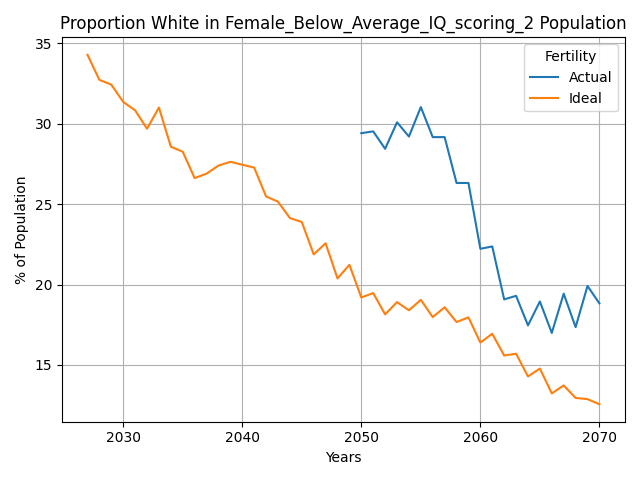 Proportion White in Female_Below_Average_IQ_scoring_2 Population
35
30
25
20
15
% of Population
Fertility
Actual
Ideal
2030
2040
2050
2060
2070
Years